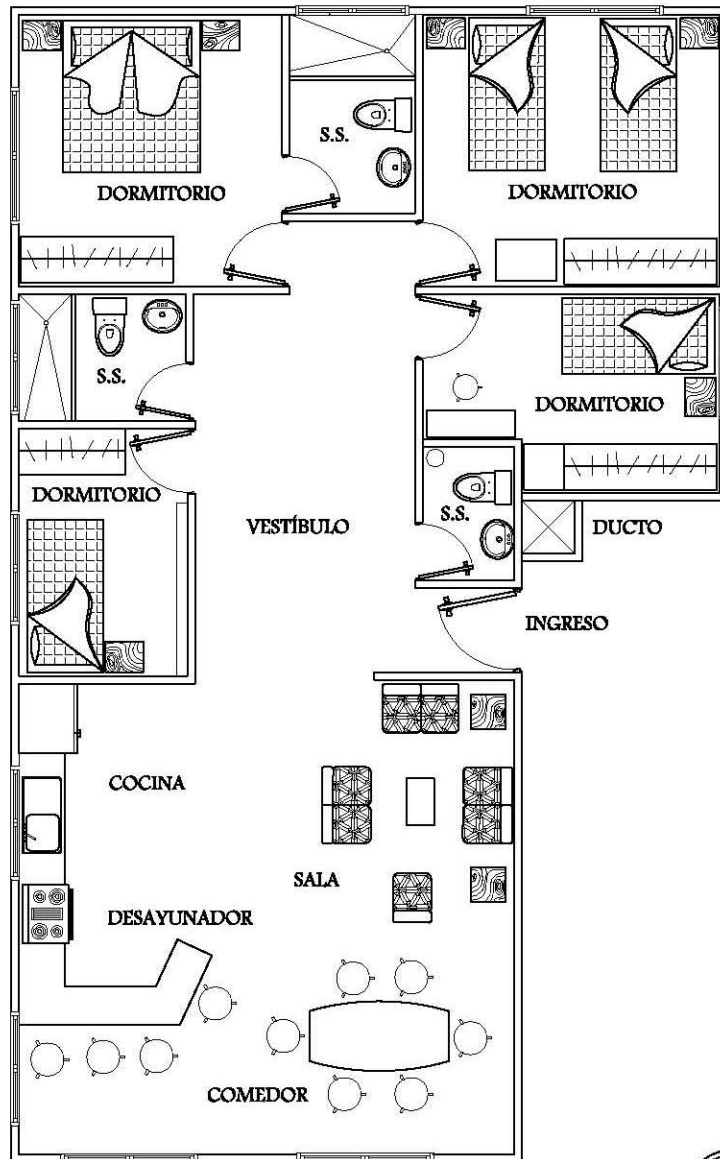 S.S.
DORMITORIO
DORMITORIO
S.S.
DORMITORIO
DORMITORIO
S.S.
VESTÍBULO
DUCTO
INGRESO
COCINA
SALA
DESAYUNADOR
COMEDOR